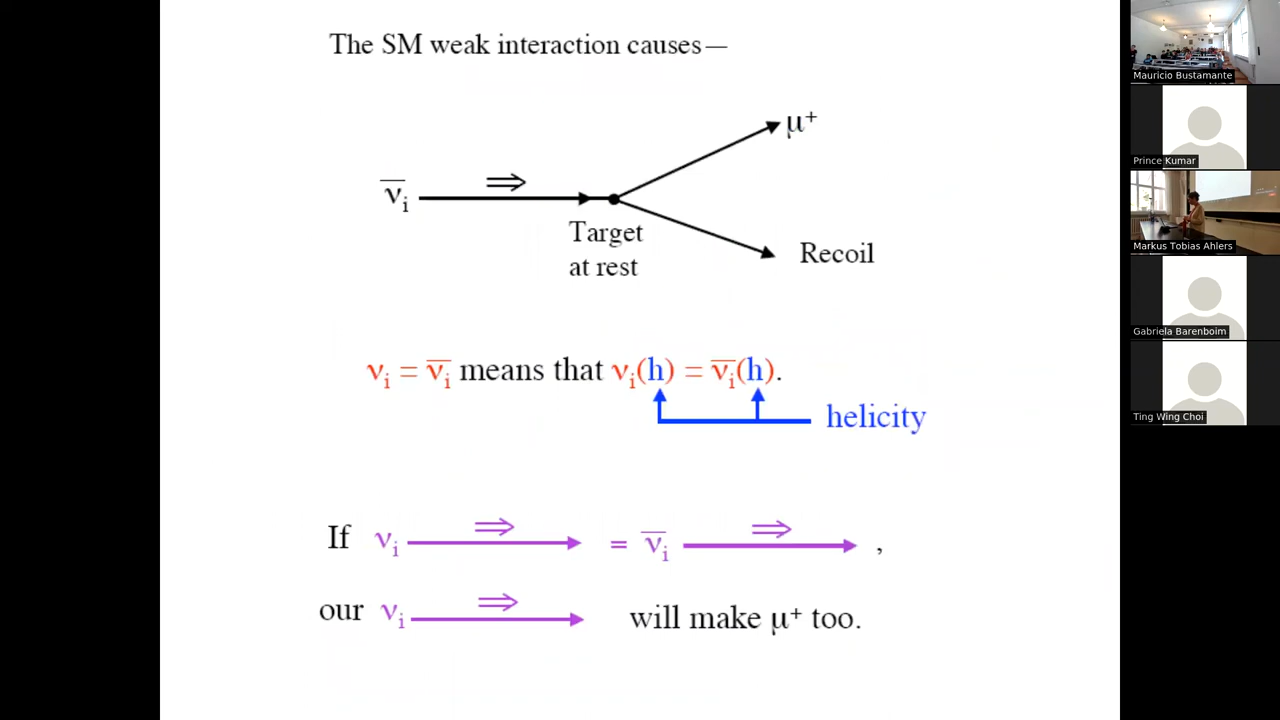 The SM weak interaction causes—
μ⁺
⇒
ν̅ᵢ
Target
at rest
Recoil
νᵢ = ν̅ᵢ means that νᵢ(h) = ν̅ᵢ(h).
helicity
If νᵢ ⇒ = ν̅ᵢ ⇒ ,
our νᵢ ⇒ will make μ⁺ too.
Mauricio Bustamante
Prince Kumar
Markus Tobias Ahlers
Gabriela Barenboim
Ting Wing Choi